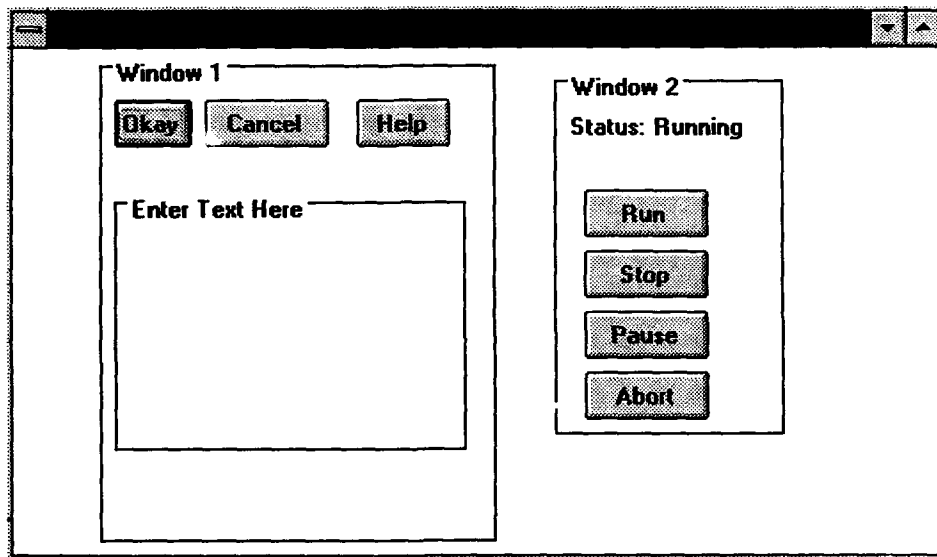 Window 1
Okay Cancel Help
Enter Text Here
Window 2
Status: Running
Run
Stop
Pause
Abort